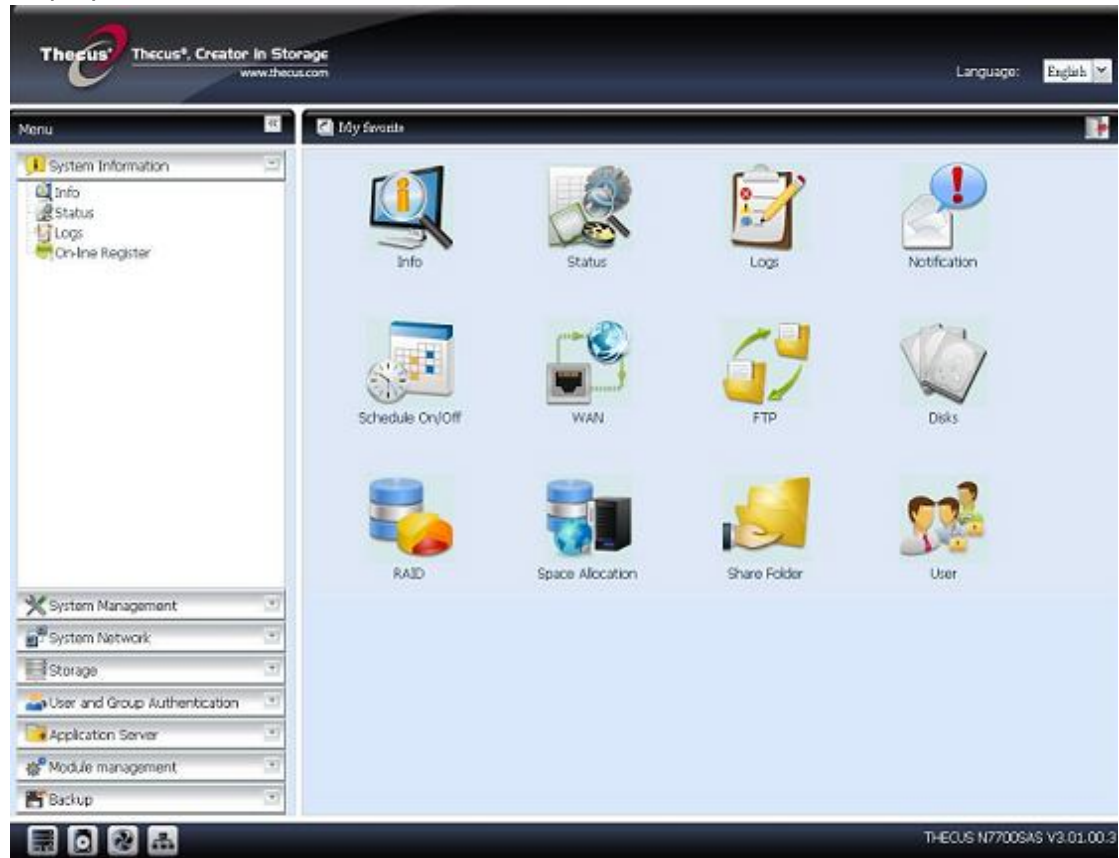 Thecus®
Thecus®, Creator in Storage
www.thecus.com
Language: English
Menu
My favorite
System Information
Info
Status
Logs
On-line Register
Info
Status
Logs
Notification
Schedule On/Off
WAN
FTP
Disks
RAID
Space Allocation
Share Folder
User
System Management
System Network
Storage
User and Group Authentication
Application Server
Module management
Backup
THECUS N7700SAS V3.01.00.3